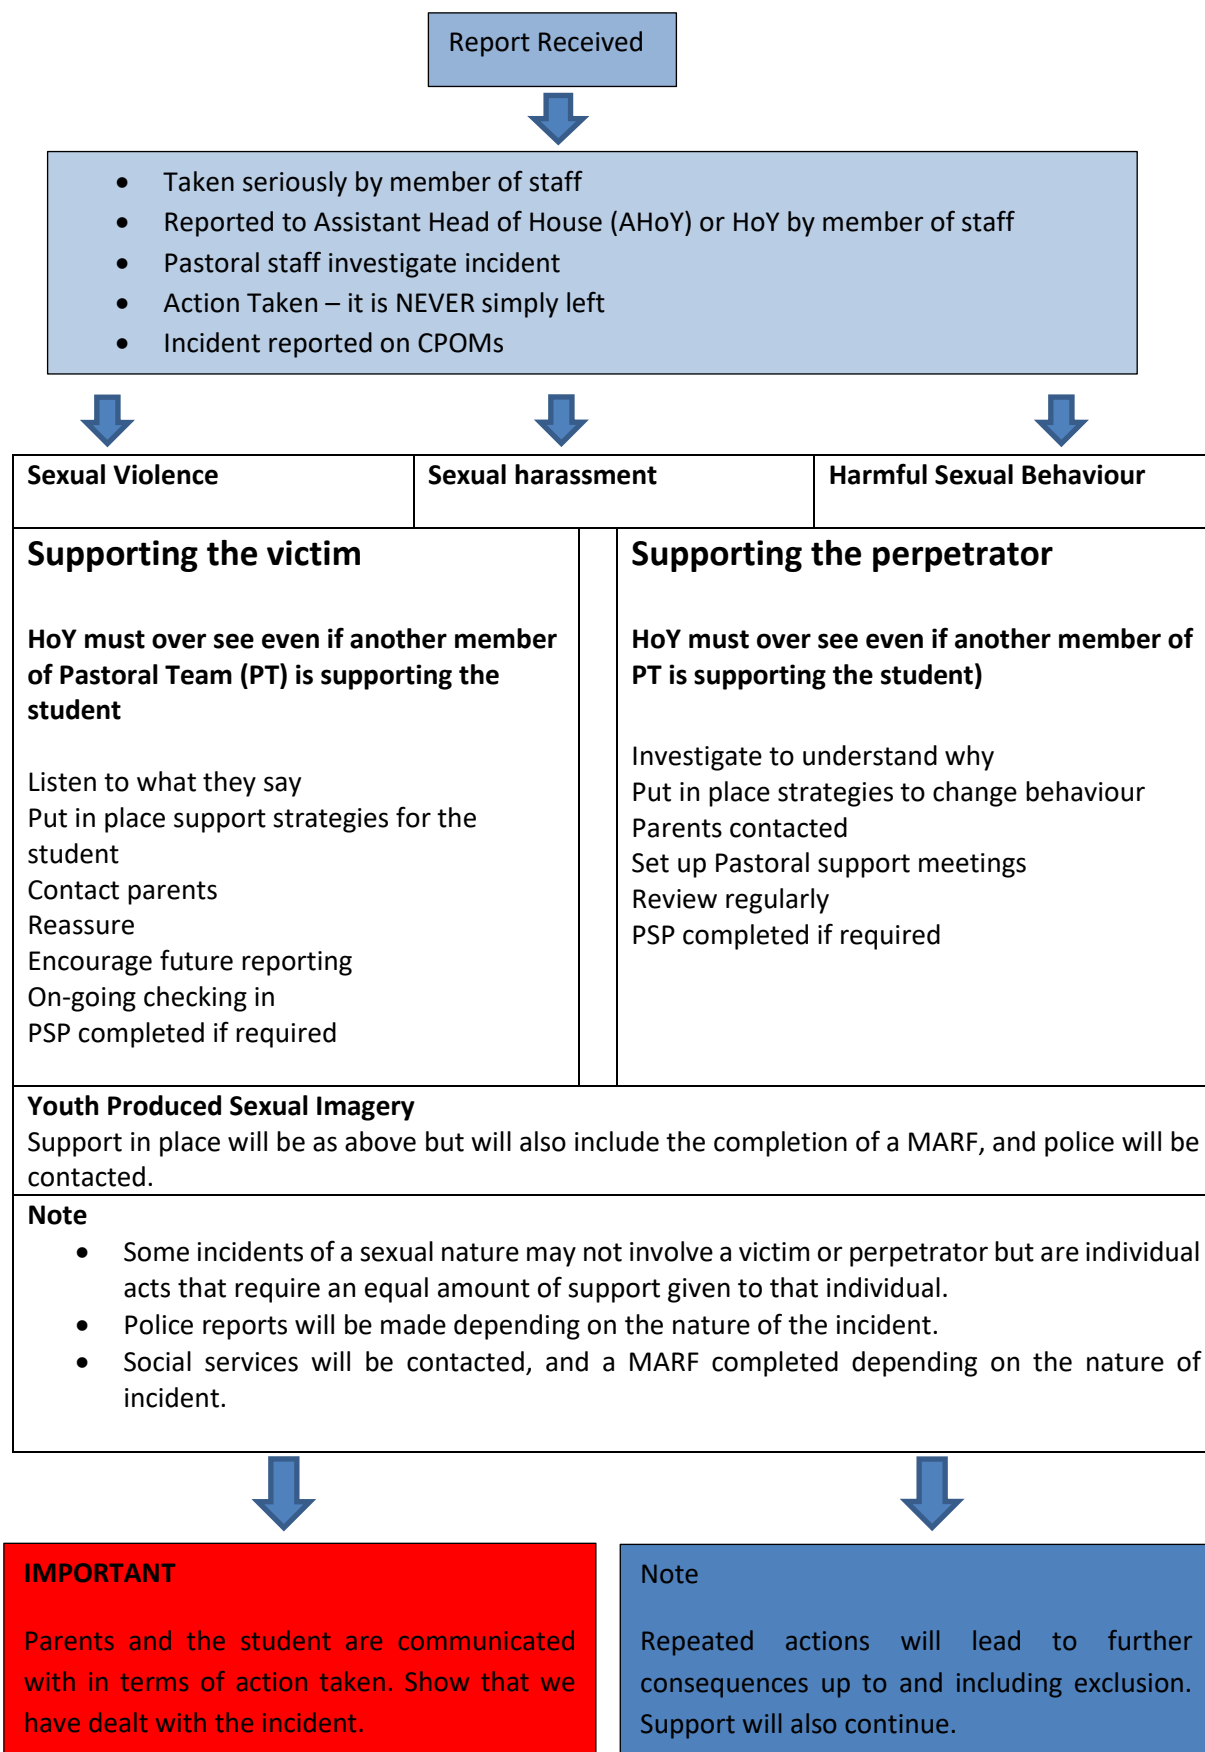 Report Received
• Taken seriously by member of staff
• Reported to Assistant Head of House (AHoY) or HoY by member of staff
• Pastoral staff investigate incident
• Action Taken – it is NEVER simply left
• Incident reported on CPOMs
Sexual Violence
Sexual harassment
Harmful Sexual Behaviour
Supporting the victim
HoY must over see even if another member
of Pastoral Team (PT) is supporting the
student
Listen to what they say
Put in place support strategies for the
student
Contact parents
Reassure
Encourage future reporting
On-going checking in
PSP completed if required
Supporting the perpetrator
HoY must over see even if another member of
PT is supporting the student)
Investigate to understand why
Put in place strategies to change behaviour
Parents contacted
Set up Pastoral support meetings
Review regularly
PSP completed if required
Youth Produced Sexual Imagery
Support in place will be as above but will also include the completion of a MARF, and police will be
contacted.
Note
• Some incidents of a sexual nature may not involve a victim or perpetrator but are individual
acts that require an equal amount of support given to that individual.
• Police reports will be made depending on the nature of the incident.
• Social services will be contacted, and a MARF completed depending on the nature of
incident.
IMPORTANT
Parents and the student are communicated
with in terms of action taken. Show that we
have dealt with the incident.
Note
Repeated actions will lead to further
consequences up to and including exclusion.
Support will also continue.